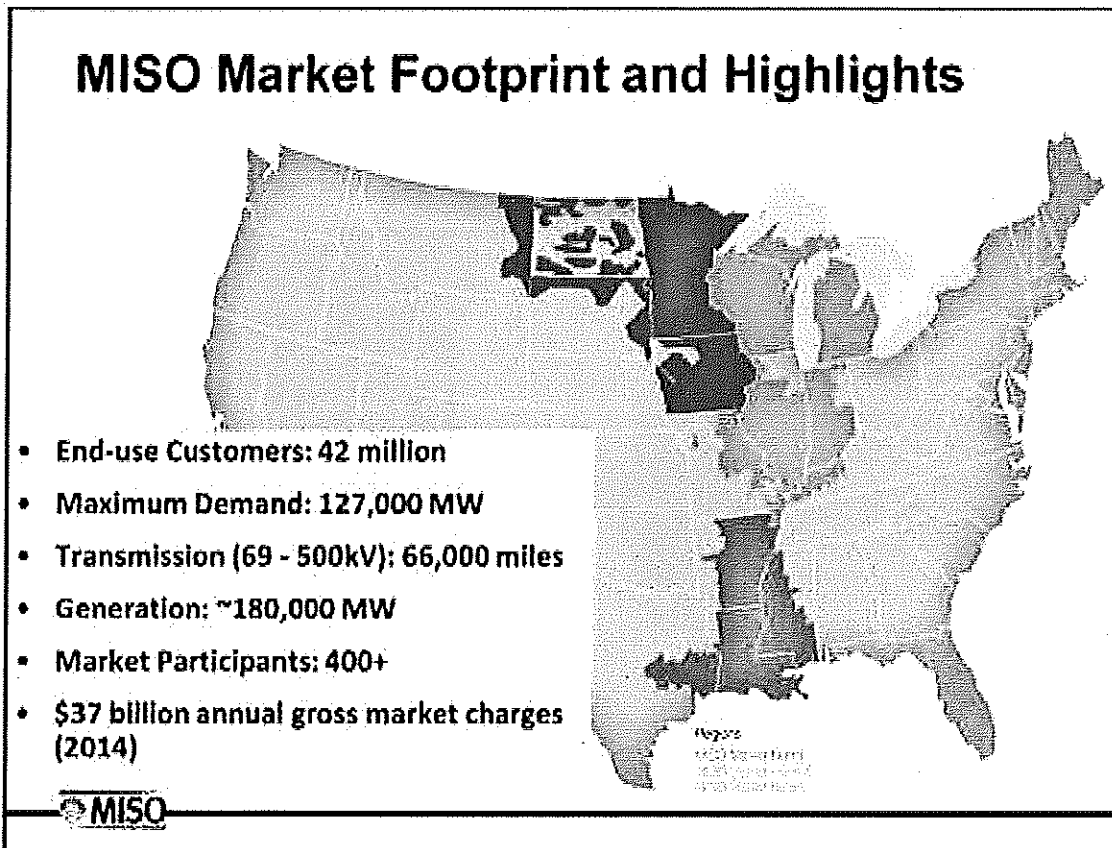 MISO Market Footprint and Highlights
• End-use Customers: 42 million
• Maximum Demand: 127,000 MW
• Transmission (69 - 500kV): 66,000 miles
• Generation: ~180,000 MW
• Market Participants: 400+
• $37 billion annual gross market charges
(2014)
MISO